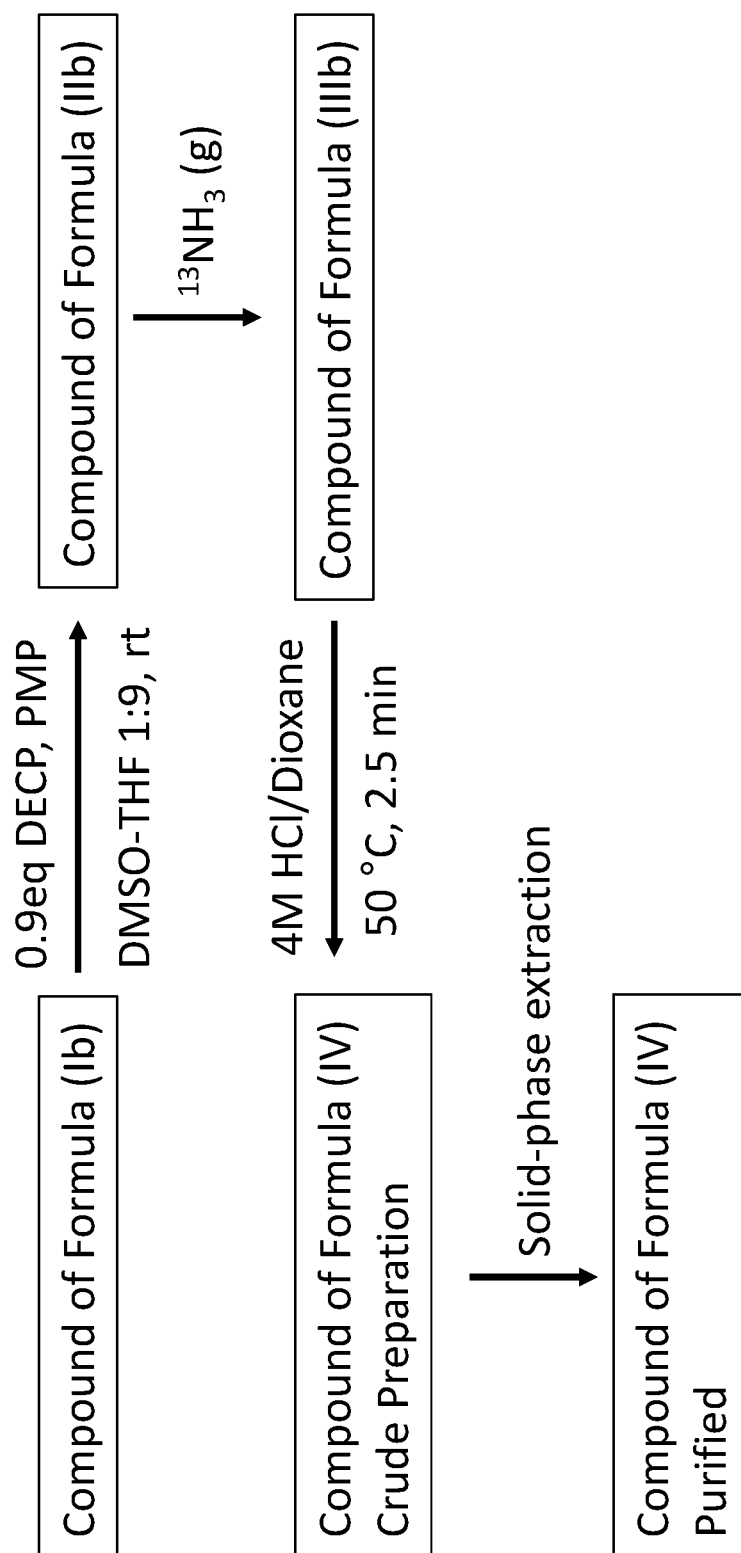 Compound of Formula (Ib)
0.9eq DECP, PMP
DMSO-THF 1:9, rt
Compound of Formula (IIb)
¹³NH₃ (g)
Compound of Formula (IIIb)
4M HCl/Dioxane
50 °C, 2.5 min
Compound of Formula (IV)
Crude Preparation
Solid-phase extraction
Compound of Formula (IV)
Purified